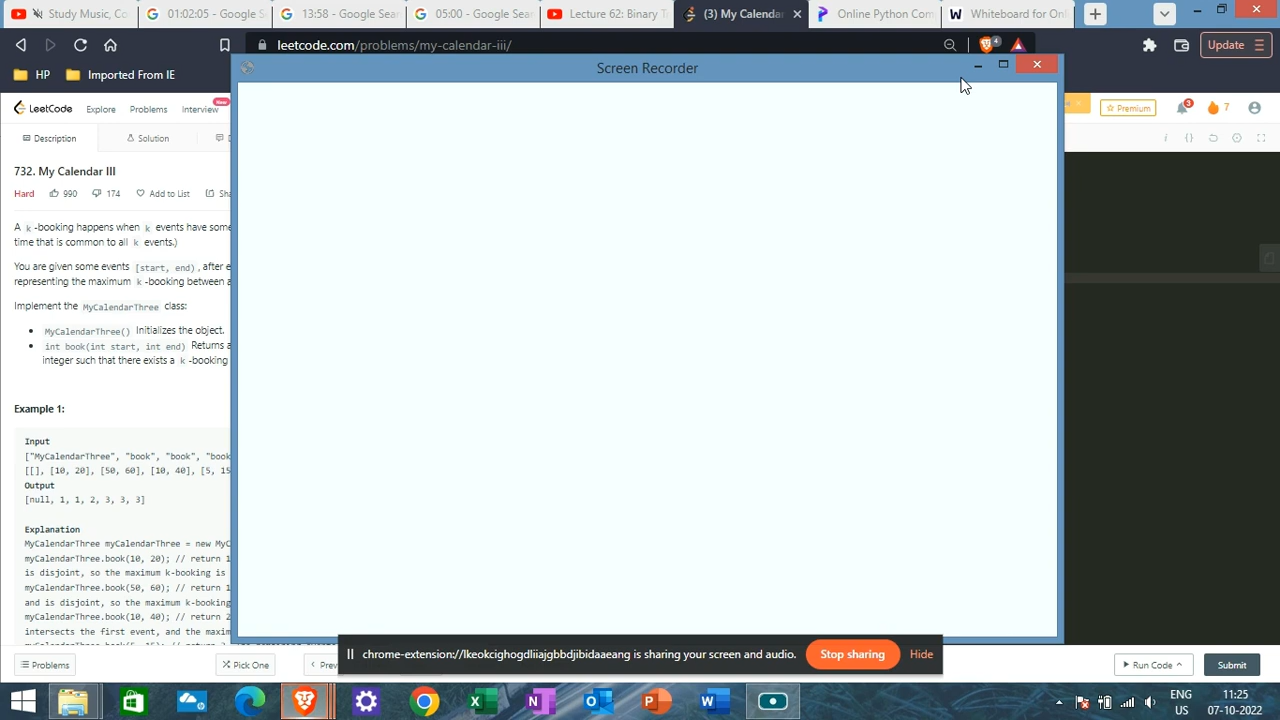 Study Music, Co
01:02:05 - Google S
13:58 - Google Sear
05:00 - Google Sear
Lecture 62: Binary T
(3) My Calendar
Online Python Com
Whiteboard for Onl
leetcode.com/problems/my-calendar-iii/
4
Update
HP
Imported From IE
Screen Recorder
LeetCode
Explore
Problems
Interview
New
Premium
3
7
Description
Solution
D
i
{}
732. My Calendar III
Hard
990
174
Add to List
Sha
A k -booking happens when k events have some
time that is common to all k events.)
You are given some events [start, end), after e
representing the maximum k -booking between a
Implement the MyCalendarThree class:
MyCalendarThree() Initializes the object.
int book(int start, int end) Returns a
integer such that there exists a k -booking
Example 1:
Input
["MyCalendarThree", "book", "book", "book
[[], [10, 20], [50, 60], [10, 40], [5, 15
Output
[null, 1, 1, 2, 3, 3, 3]
Explanation
MyCalendarThree myCalendarThree = new MyC
myCalendarThree.book(10, 20); // return 1
is disjoint, so the maximum k-booking is
myCalendarThree.book(50, 60); // return 1
and is disjoint, so the maximum k-booking
myCalendarThree.book(10, 40); // return 2
intersects the first event, and the maxim
chrome-extension://lkeokcighogdliiajgbbdjibidaaeang is sharing your screen and audio.
Stop sharing
Hide
Problems
Pick One
Prev
Run Code
Submit
ENG
US
11:25
07-10-2022